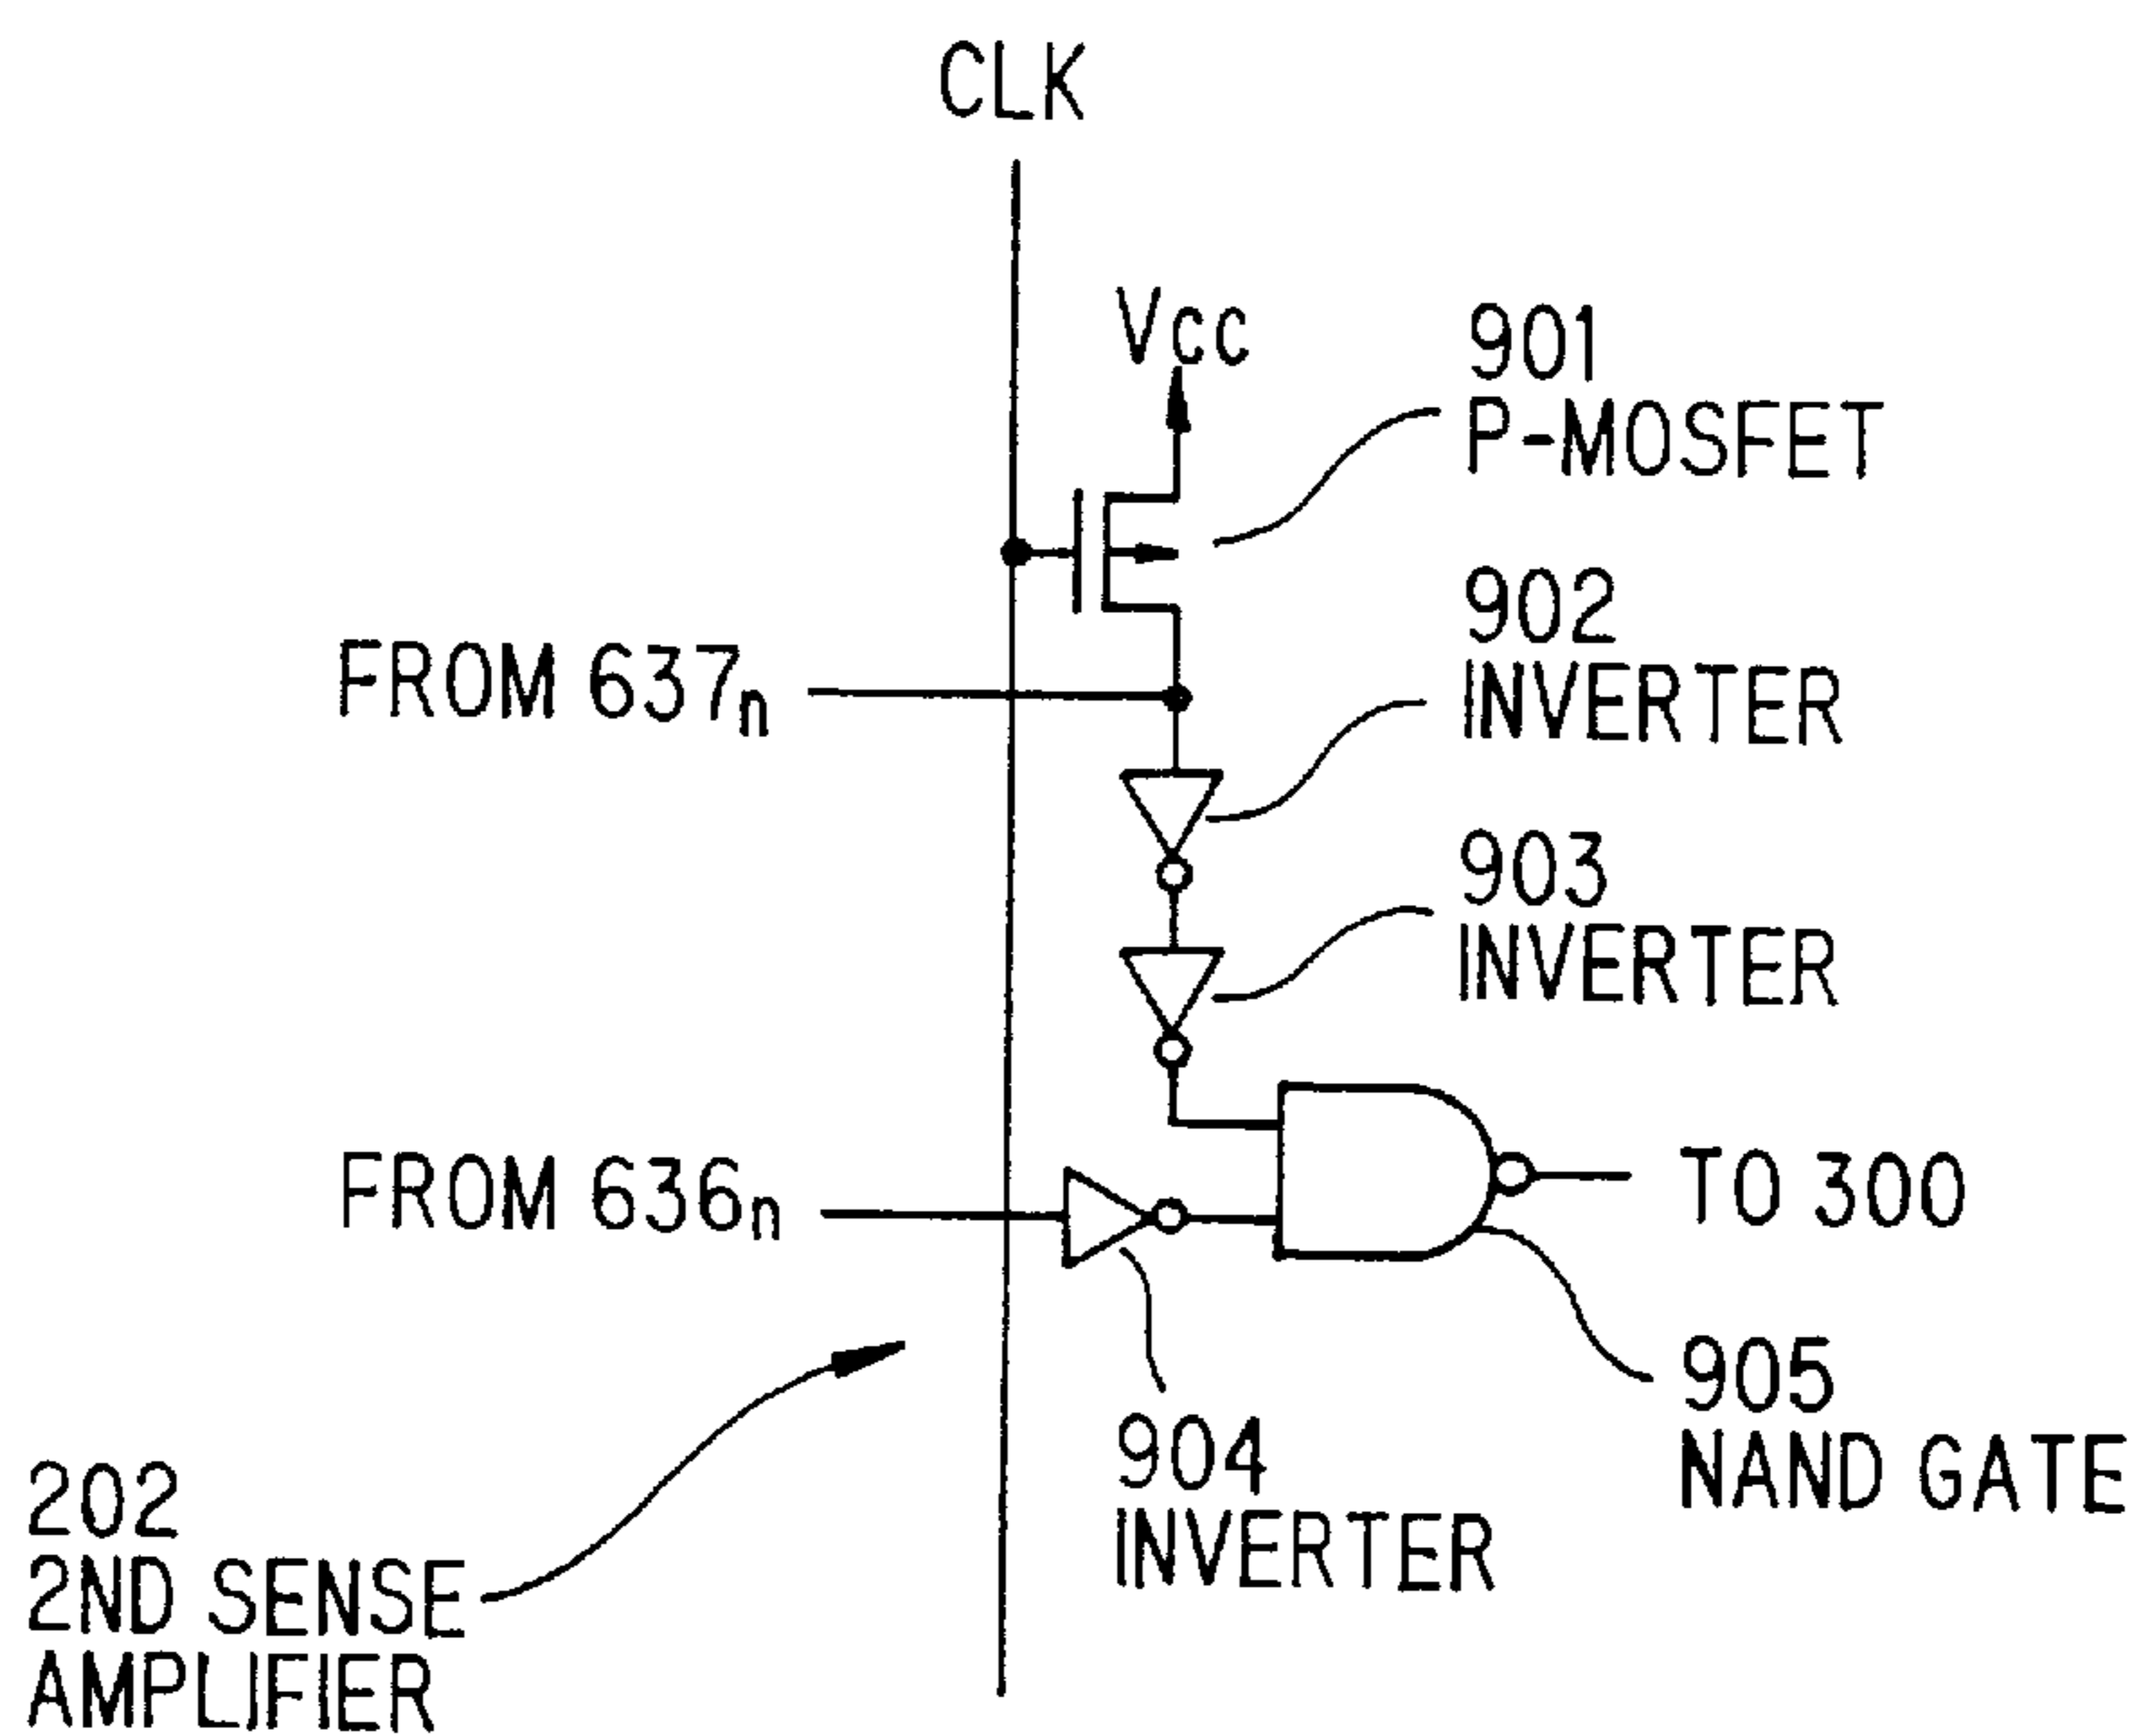 CLK
Vcc
901
P-MOSFET
902
INVERTER
FROM 637n
903
INVERTER
FROM 636n
TO 300
905
NAND GATE
904
INVERTER
202
2ND SENSE
AMPLIFIER